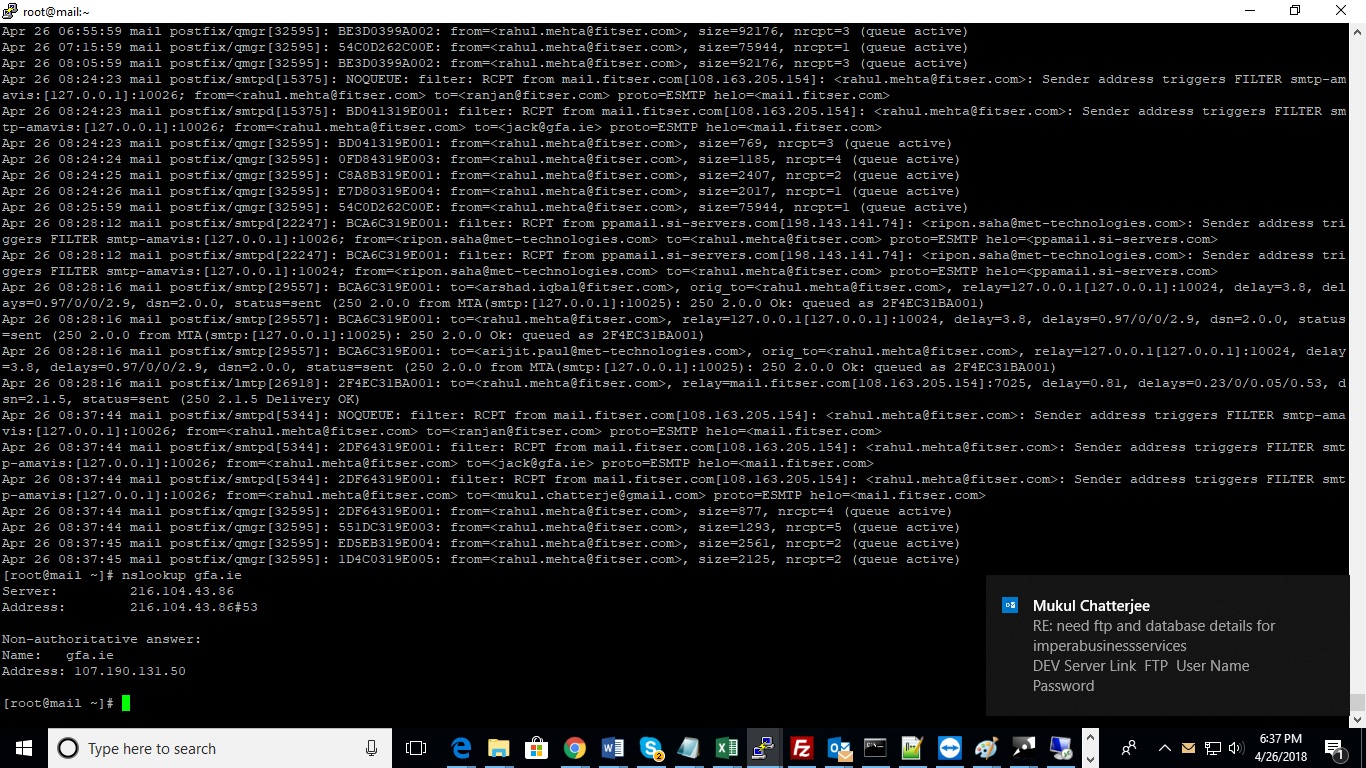 root@mail:~
Apr 26 06:55:59 mail postfix/qmgr[32595]: BE3D0399A002: from=<rahul.mehta@fitser.com>, size=92176, nrcpt=3 (queue active)
Apr 26 07:15:59 mail postfix/qmgr[32595]: 54C0D262C00E: from=<rahul.mehta@fitser.com>, size=75944, nrcpt=1 (queue active)
Apr 26 08:05:59 mail postfix/qmgr[32595]: BE3D0399A002: from=<rahul.mehta@fitser.com>, size=92176, nrcpt=3 (queue active)
Apr 26 08:24:23 mail postfix/smtpd[15375]: NOQUEUE: filter: RCPT from mail.fitser.com[108.163.205.154]: <rahul.mehta@fitser.com>: Sender address triggers FILTER smtp-am
avis:[127.0.0.1]:10026; from=<rahul.mehta@fitser.com> to=<ranjan@fitser.com> proto=ESMTP helo=<mail.fitser.com>
Apr 26 08:24:23 mail postfix/smtpd[15375]: BD041319E001: filter: RCPT from mail.fitser.com[108.163.205.154]: <rahul.mehta@fitser.com>: Sender address triggers FILTER sm
tp-amavis:[127.0.0.1]:10026; from=<rahul.mehta@fitser.com> to=<jack@gfa.ie> proto=ESMTP helo=<mail.fitser.com>
Apr 26 08:24:23 mail postfix/qmgr[32595]: BD041319E001: from=<rahul.mehta@fitser.com>, size=769, nrcpt=3 (queue active)
Apr 26 08:24:24 mail postfix/qmgr[32595]: 0FD84319E003: from=<rahul.mehta@fitser.com>, size=1185, nrcpt=4 (queue active)
Apr 26 08:24:25 mail postfix/qmgr[32595]: C8A8B319E001: from=<rahul.mehta@fitser.com>, size=2407, nrcpt=2 (queue active)
Apr 26 08:24:26 mail postfix/qmgr[32595]: E7D80319E004: from=<rahul.mehta@fitser.com>, size=2017, nrcpt=1 (queue active)
Apr 26 08:25:59 mail postfix/qmgr[32595]: 54C0D262C00E: from=<rahul.mehta@fitser.com>, size=75944, nrcpt=1 (queue active)
Apr 26 08:28:12 mail postfix/smtpd[22247]: BCA6C319E001: filter: RCPT from ppamail.si-servers.com[198.143.141.74]: <ripon.saha@met-technologies.com>: Sender address tri
ggers FILTER smtp-amavis:[127.0.0.1]:10026; from=<ripon.saha@met-technologies.com> to=<rahul.mehta@fitser.com> proto=ESMTP helo=<ppamail.si-servers.com>
Apr 26 08:28:12 mail postfix/smtpd[22247]: BCA6C319E001: filter: RCPT from ppamail.si-servers.com[198.143.141.74]: <ripon.saha@met-technologies.com>: Sender address tri
ggers FILTER smtp-amavis:[127.0.0.1]:10024; from=<ripon.saha@met-technologies.com> to=<rahul.mehta@fitser.com> proto=ESMTP helo=<ppamail.si-servers.com>
Apr 26 08:28:16 mail postfix/smtp[29557]: BCA6C319E001: to=<arshad.iqbal@fitser.com>, orig_to=<rahul.mehta@fitser.com>, relay=127.0.0.1[127.0.0.1]:10024, delay=3.8, del
ays=0.97/0/0/2.9, dsn=2.0.0, status=sent (250 2.0.0 from MTA(smtp:[127.0.0.1]:10025): 250 2.0.0 Ok: queued as 2F4EC31BA001)
Apr 26 08:28:16 mail postfix/smtp[29557]: BCA6C319E001: to=<rahul.mehta@fitser.com>, relay=127.0.0.1[127.0.0.1]:10024, delay=3.8, delays=0.97/0/0/2.9, dsn=2.0.0, status
=sent (250 2.0.0 from MTA(smtp:[127.0.0.1]:10025): 250 2.0.0 Ok: queued as 2F4EC31BA001)
Apr 26 08:28:16 mail postfix/smtp[29557]: BCA6C319E001: to=<arijit.paul@met-technologies.com>, orig_to=<rahul.mehta@fitser.com>, relay=127.0.0.1[127.0.0.1]:10024, delay
=3.8, delays=0.97/0/0/2.9, dsn=2.0.0, status=sent (250 2.0.0 from MTA(smtp:[127.0.0.1]:10025): 250 2.0.0 Ok: queued as 2F4EC31BA001)
Apr 26 08:28:16 mail postfix/lmtp[26918]: 2F4EC31BA001: to=<rahul.mehta@fitser.com>, relay=mail.fitser.com[108.163.205.154]:7025, delay=0.81, delays=0.23/0/0.05/0.53, d
sn=2.1.5, status=sent (250 2.1.5 Delivery OK)
Apr 26 08:37:44 mail postfix/smtpd[5344]: NOQUEUE: filter: RCPT from mail.fitser.com[108.163.205.154]: <rahul.mehta@fitser.com>: Sender address triggers FILTER smtp-ama
vis:[127.0.0.1]:10026; from=<rahul.mehta@fitser.com> to=<ranjan@fitser.com> proto=ESMTP helo=<mail.fitser.com>
Apr 26 08:37:44 mail postfix/smtpd[5344]: 2DF64319E001: filter: RCPT from mail.fitser.com[108.163.205.154]: <rahul.mehta@fitser.com>: Sender address triggers FILTER smt
p-amavis:[127.0.0.1]:10026; from=<rahul.mehta@fitser.com> to=<jack@gfa.ie> proto=ESMTP helo=<mail.fitser.com>
Apr 26 08:37:44 mail postfix/smtpd[5344]: 2DF64319E001: filter: RCPT from mail.fitser.com[108.163.205.154]: <rahul.mehta@fitser.com>: Sender address triggers FILTER smt
p-amavis:[127.0.0.1]:10026; from=<rahul.mehta@fitser.com> to=<mukul.chatterje@gmail.com> proto=ESMTP helo=<mail.fitser.com>
Apr 26 08:37:44 mail postfix/qmgr[32595]: 2DF64319E001: from=<rahul.mehta@fitser.com>, size=877, nrcpt=4 (queue active)
Apr 26 08:37:44 mail postfix/qmgr[32595]: 551DC319E003: from=<rahul.mehta@fitser.com>, size=1293, nrcpt=5 (queue active)
Apr 26 08:37:45 mail postfix/qmgr[32595]: ED5EB319E004: from=<rahul.mehta@fitser.com>, size=2561, nrcpt=2 (queue active)
Apr 26 08:37:45 mail postfix/qmgr[32595]: 1D4C0319E005: from=<rahul.mehta@fitser.com>, size=2125, nrcpt=2 (queue active)
[root@mail ~]# nslookup gfa.ie
Server: 216.104.43.86
Address: 216.104.43.86#53
Non-authoritative answer:
Name: gfa.ie
Address: 107.190.131.50
[root@mail ~]#
Mukul Chatterjee
RE: need ftp and database details for
imperabusinessservices
DEV Server Link FTP User Name
Password
Type here to search
6:37 PM
4/26/2018